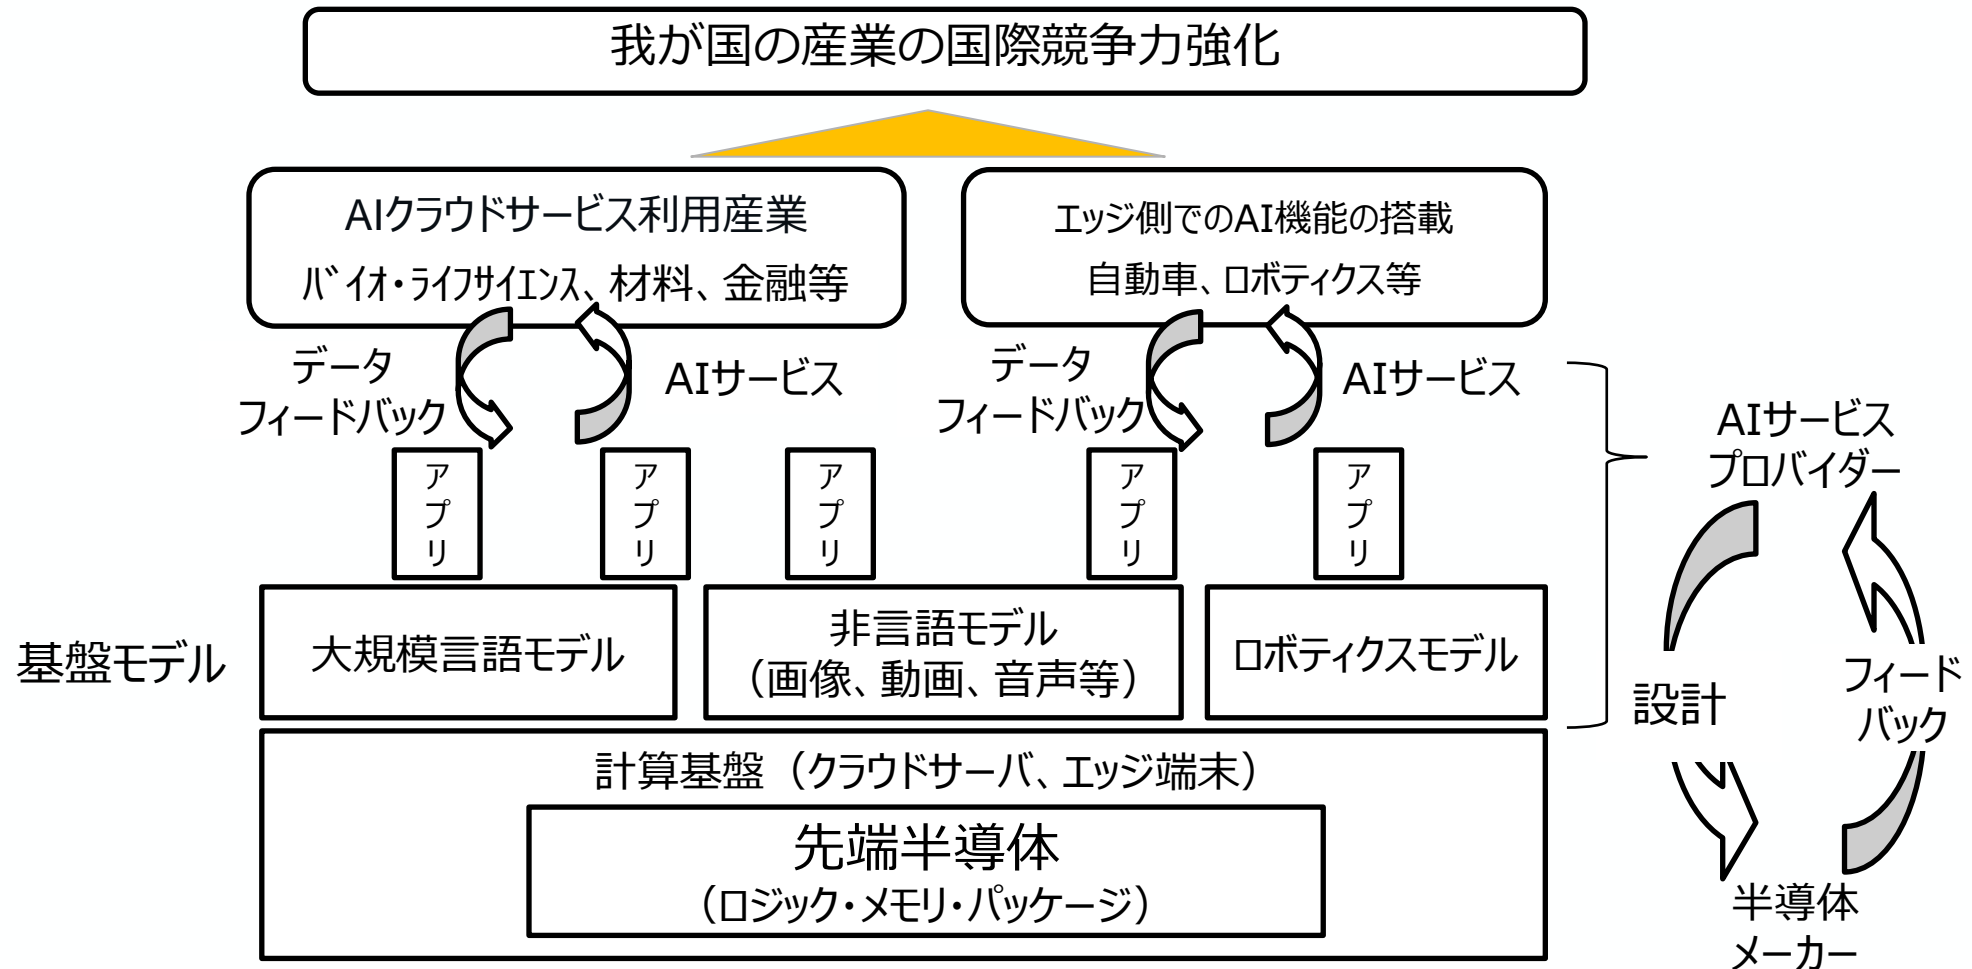 我が国の産業の国際競争力強化
AIクラウドサービス利用産業
バイオ・ライフサイエンス、材料、金融等
エッジ側でのAI機能の搭載
自動車、ロボティクス等
データ
フィードバック
AIサービス
データ
フィードバック
AIサービス
アプリ
アプリ
アプリ
アプリ
アプリ
基盤モデル
大規模言語モデル
非言語モデル
（画像、動画、音声等）
ロボティクスモデル
計算基盤（クラウドサーバ、エッジ端末）
先端半導体
（ロジック・メモリ・パッケージ）
AIサービス
プロバイダー
設計
フィード
バック
半導体
メーカー